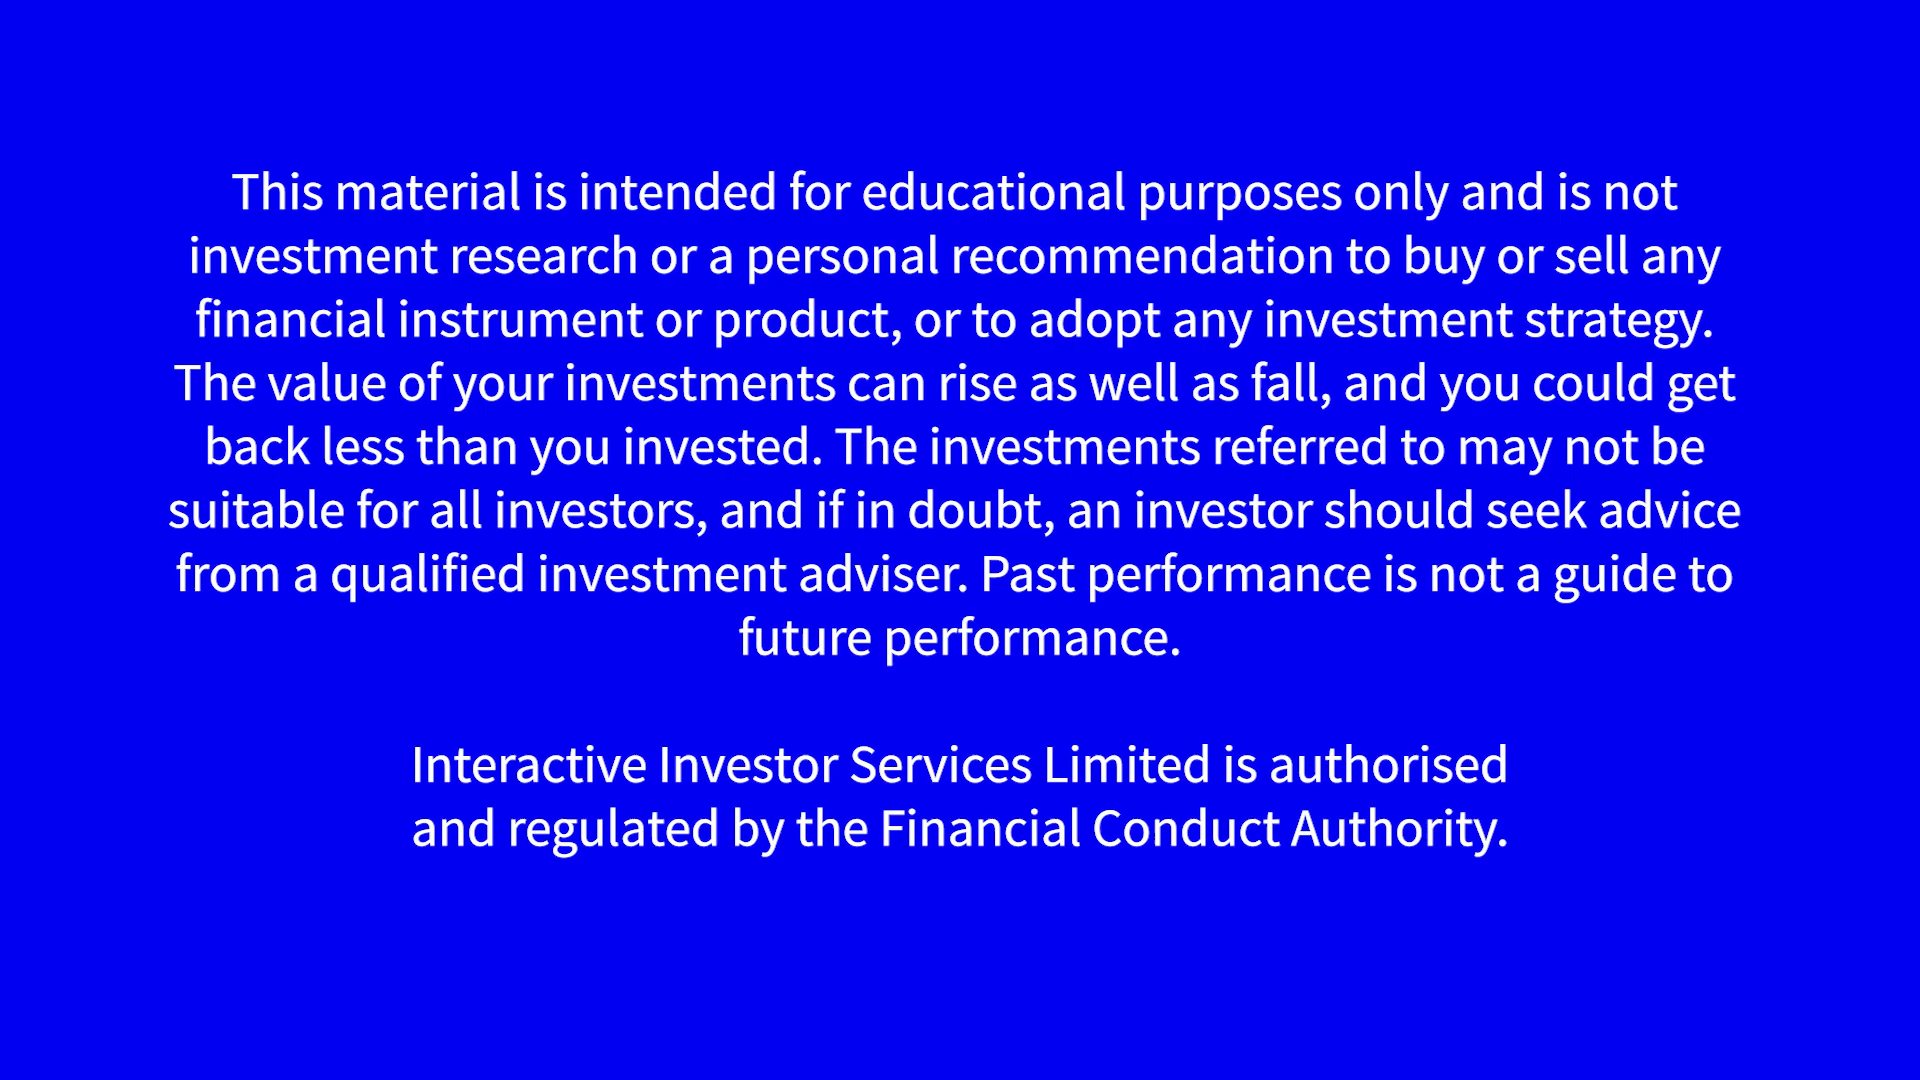 This material is intended for educational purposes only and is not
investment research or a personal recommendation to buy or sell any
financial instrument or product, or to adopt any investment strategy.
The value of your investments can rise as well as fall, and you could get
back less than you invested. The investments referred to may not be
suitable for all investors, and if in doubt, an investor should seek advice
from a qualified investment adviser. Past performance is not a guide to
future performance.
Interactive Investor Services Limited is authorised
and regulated by the Financial Conduct Authority.